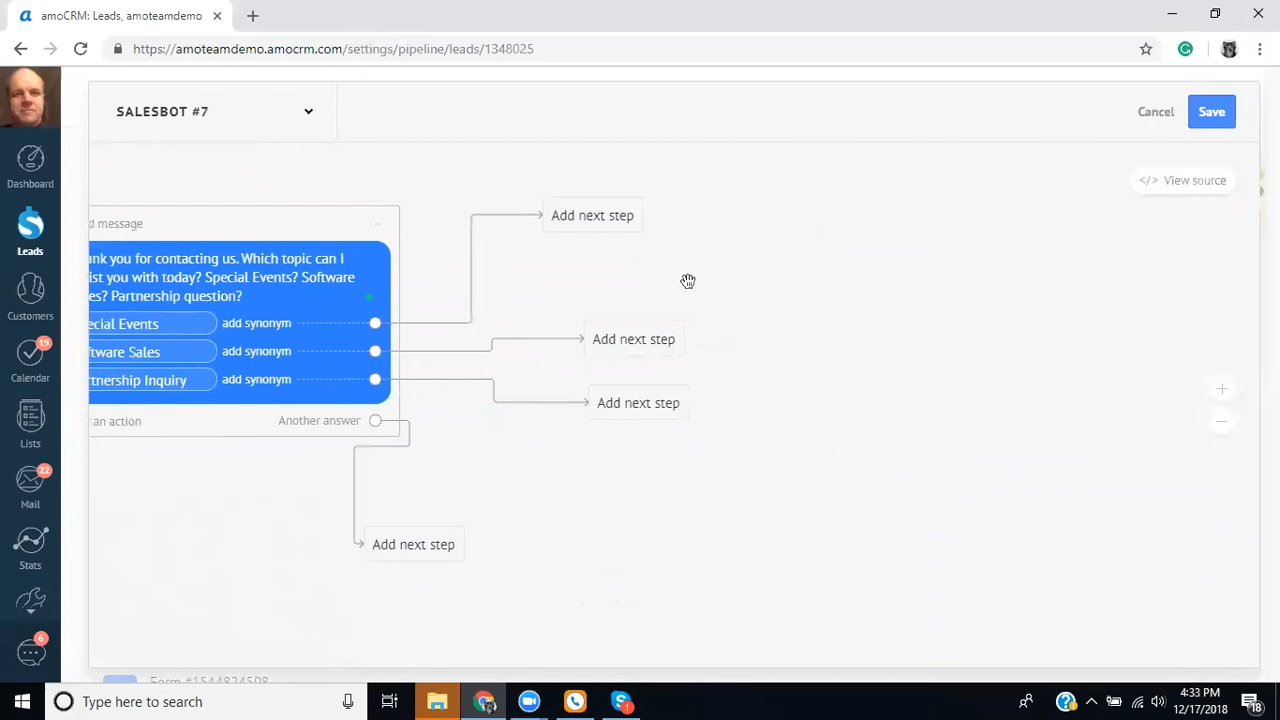 amoCRM: Leads, amoteamdemo
https://amoteamdemo.amocrm.com/settings/pipeline/leads/1348025
SALESBOT #7
Cancel
Save
View source
Dashboard
Leads
Customers
19
Calendar
Lists
22
Mail
Stats
6
d message
ank you for contacting us. Which topic can I
ist you with today? Special Events? Software
es? Partnership question?
ecial Events
add synonym
ftware Sales
add synonym
rtnership Inquiry
add synonym
an action
Another answer
Add next step
Add next step
Add next step
Add next step
Form #1544824508
Type here to search
1
4:33 PM
12/17/2018
18